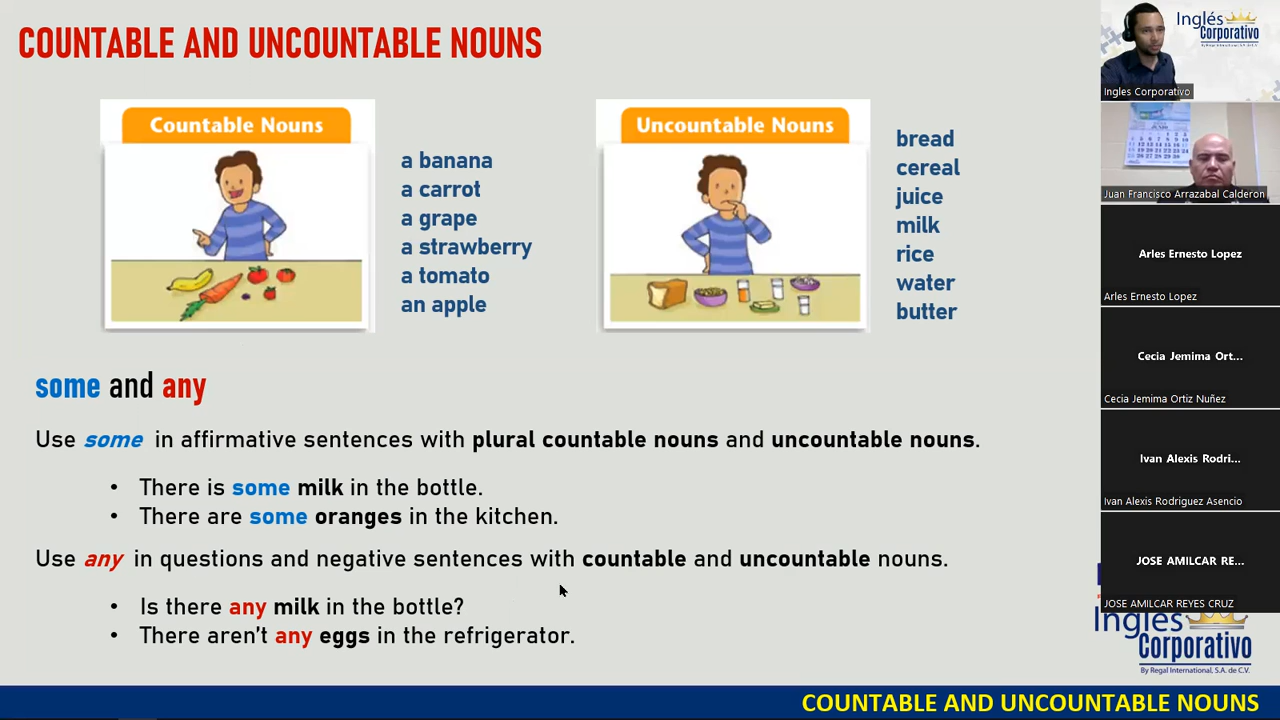 COUNTABLE AND UNCOUNTABLE NOUNS
Countable Nouns
a banana
a carrot
a grape
a strawberry
a tomato
an apple
Uncountable Nouns
bread
cereal
juice
milk
rice
water
butter
some and any
Use some in affirmative sentences with plural countable nouns and uncountable nouns.
• There is some milk in the bottle.
• There are some oranges in the kitchen.
Use any in questions and negative sentences with countable and uncountable nouns.
• Is there any milk in the bottle?
• There aren't any eggs in the refrigerator.
COUNTABLE AND UNCOUNTABLE NOUNS
Inglés
Corporativo
Ingles Corporativo
JUNIO
Juan Francisco Arrazabal Calderon
Arles Ernesto Lopez
Arles Ernesto Lopez
Cecia Jemima Ort...
Cecia Jemima Ortiz Nuñez
Ivan Alexis Rodri...
Ivan Alexis Rodriguez Asencio
JOSE AMILCAR RE...
JOSE AMILCAR REYES CRUZ
Inglés
Corporativo
By Regal International, S.A. de C.V.